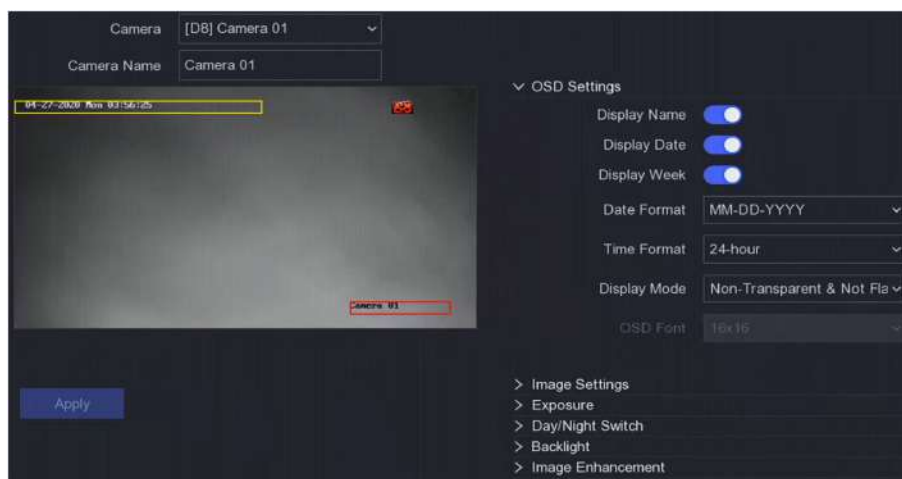 Camera [D8] Camera 01
Camera Name Camera 01
04-27-2020 Mon 03:56:25
Camera 01
Apply
OSD Settings
Display Name
Display Date
Display Week
Date Format MM-DD-YYYY
Time Format 24-hour
Display Mode Non-Transparent & Not Fla
OSD Font 16x16
Image Settings
Exposure
Day/Night Switch
Backlight
Image Enhancement